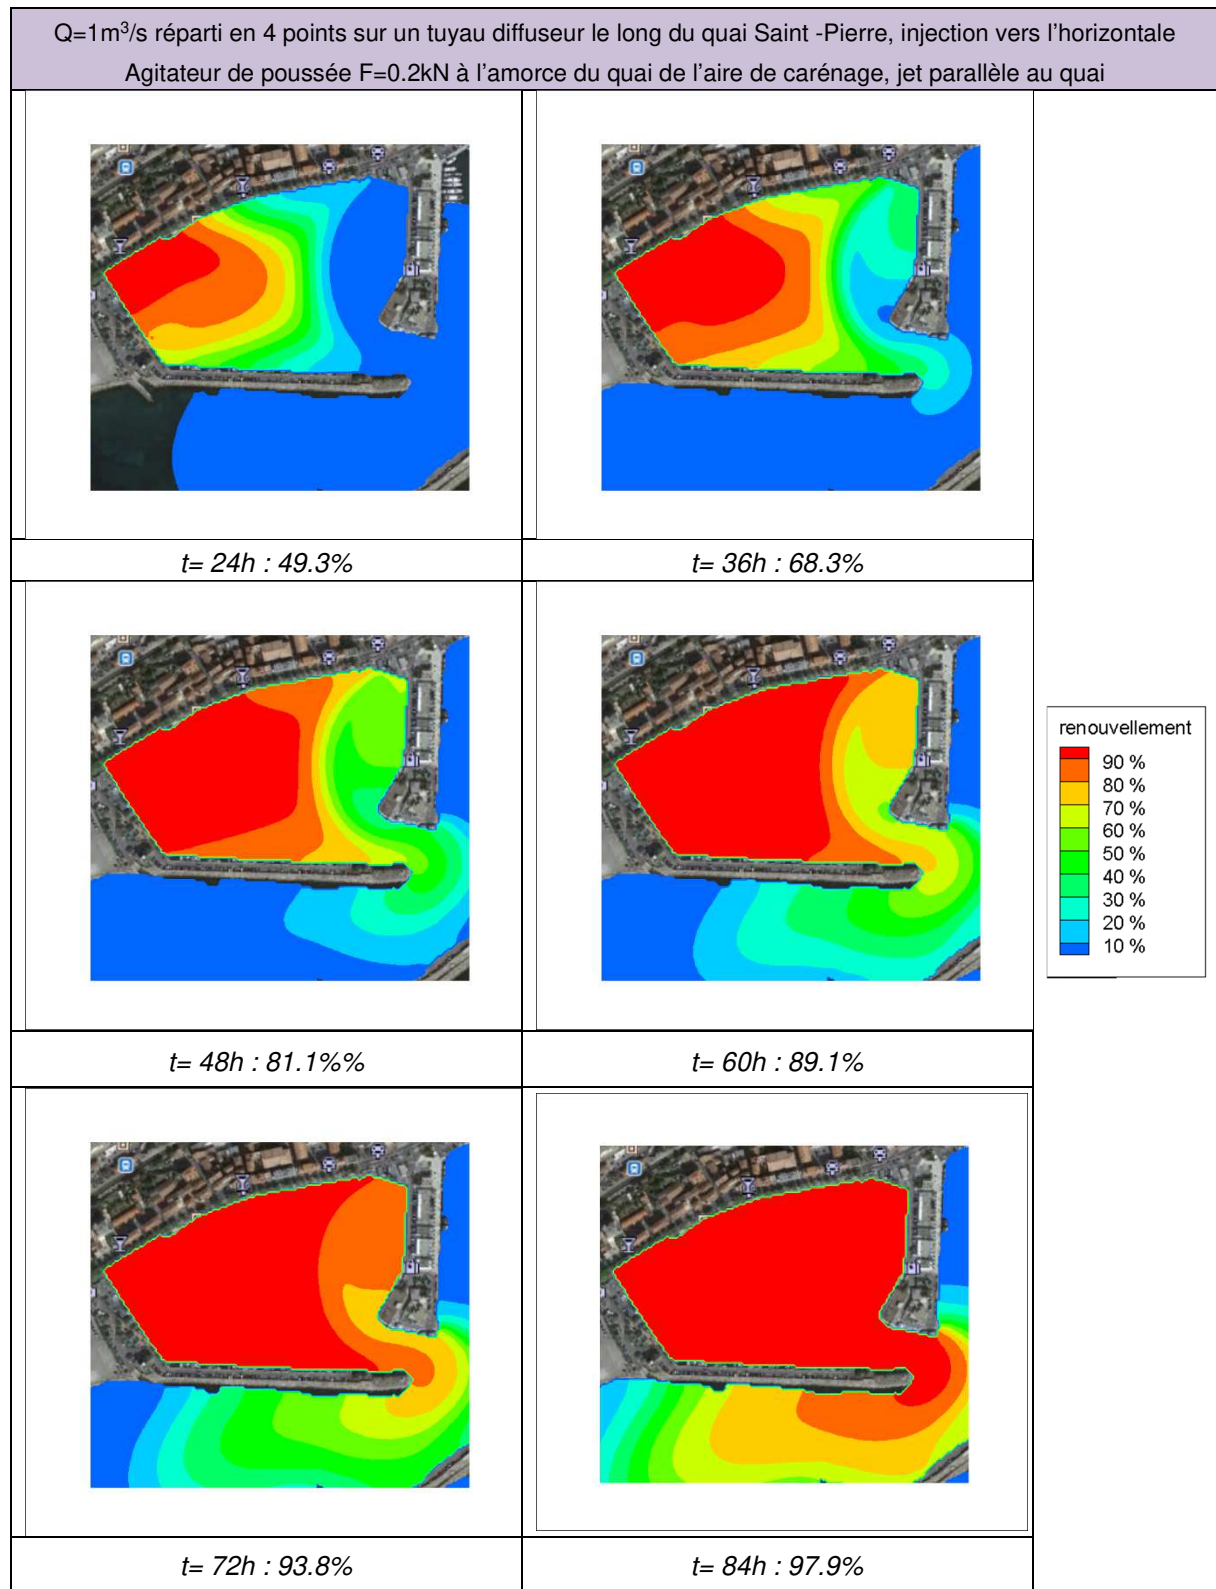 Q=1m³/s réparti en 4 points sur un tuyau diffuseur le long du quai Saint -Pierre, injection vers l'horizontale
Agitateur de poussée F=0.2kN à l'amorce du quai de l'aire de carénage, jet parallèle au quai
t= 24h : 49.3%
t= 36h : 68.3%
t= 48h : 81.1%%
t= 60h : 89.1%
renouvellement
90 %
80 %
70 %
60 %
50 %
40 %
30 %
20 %
10 %
t= 72h : 93.8%
t= 84h : 97.9%